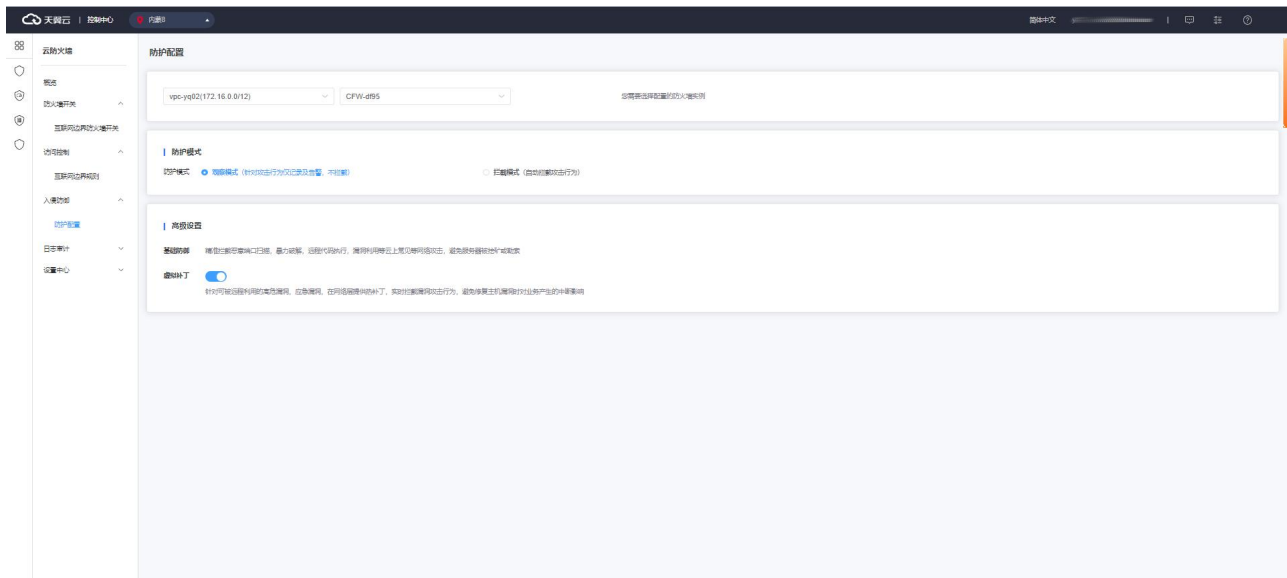 天翼云 | 控制中心 内蒙8
简体中文
云防火墙
概览
防火墙开关
互联网边界防火墙开关
访问控制
互联网边界规则
入侵防御
防护配置
日志审计
设置中心
防护配置
vpc-yq02(172.16.0.0/12) CFW-df95 您需要选择配置的防火墙实例
防护模式
防护模式 观察模式（针对攻击行为仅记录及告警，不拦截） 拦截模式（自动拦截攻击行为）
高级设置
基础防御 精准拦截恶意端口扫描、暴力破解、远程代码执行、漏洞利用等云上常见等网络攻击，避免服务器被挖矿或勒索
虚拟补丁
针对可被远程利用的高危漏洞、应急漏洞，在网络层提供热补丁，实时拦截漏洞攻击行为，避免修复主机漏洞时对业务产生的中断影响